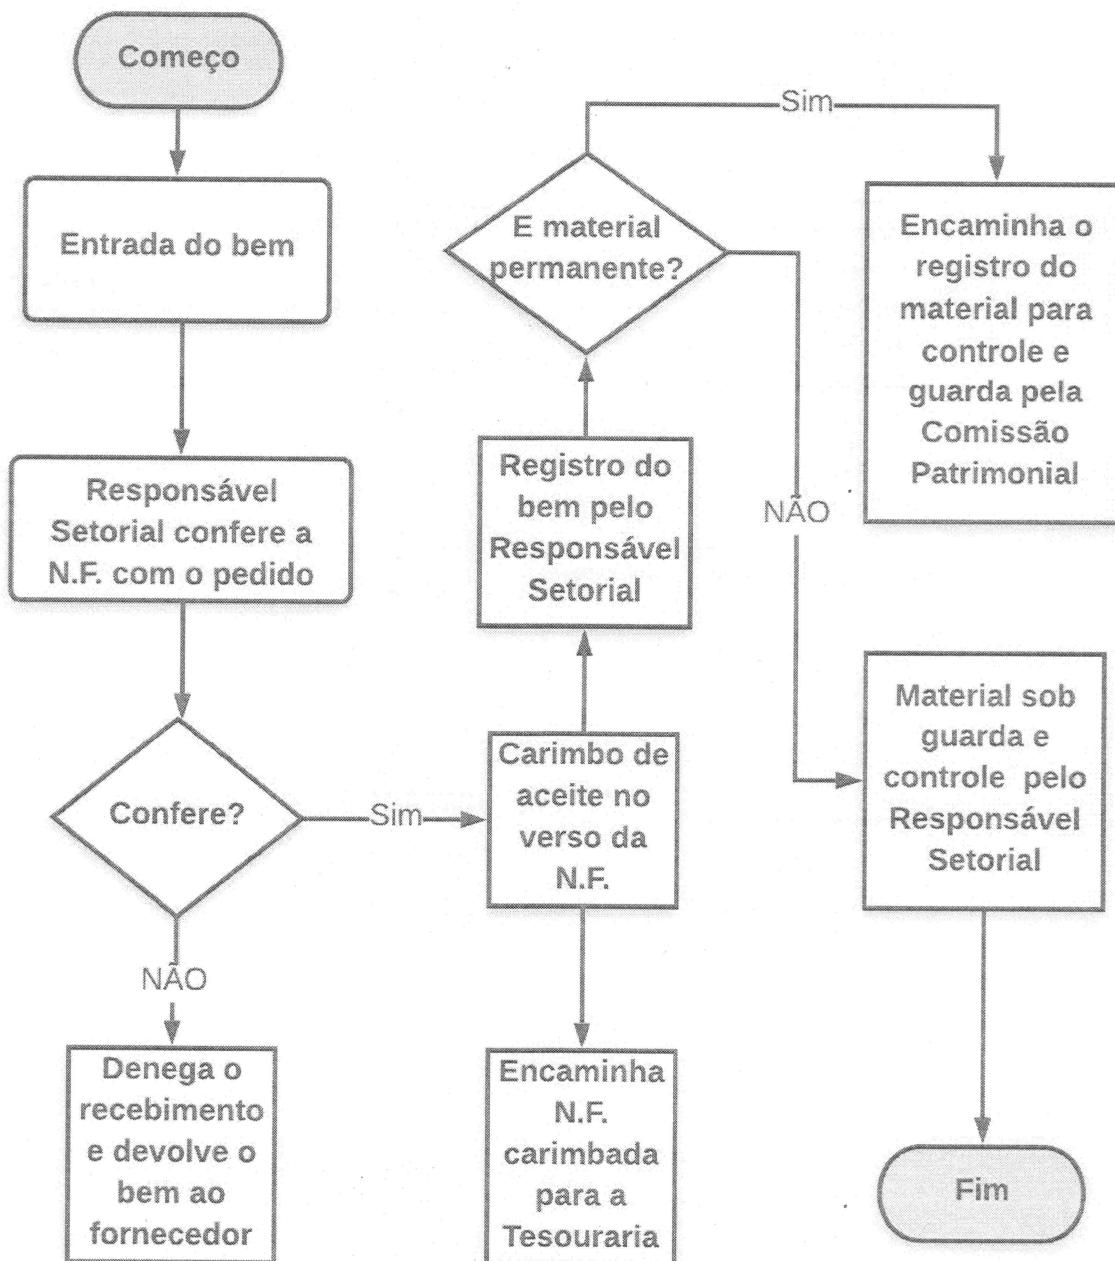 Começo
Entrada do bem
Responsável
Setorial confere a
N.F. com o pedido
Confere?
NÃO
Denega o
recebimento
e devolve o
bem ao
fornecedor
Sim
Carimbo de
aceite no
verso da
N.F.
Encaminha
N.F.
carimbada
para a
Tesouraria
Registro do
bem pelo
Responsável
Setorial
E material
permanente?
Sim
Encaminha o
registro do
material para
controle e
guarda pela
Comissão
Patrimonial
NÃO
Material sob
guarda e
controle pelo
Responsável
Setorial
Fim